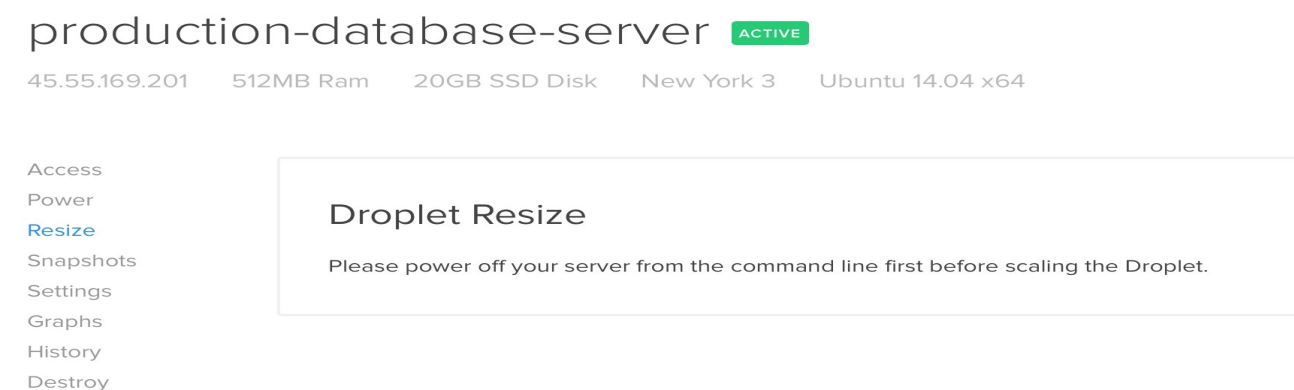 production-database-server ACTIVE
45.55.169.201 512MB Ram 20GB SSD Disk New York 3 Ubuntu 14.04 x64
Access
Power
Resize
Snapshots
Settings
Graphs
History
Destroy
Droplet Resize
Please power off your server from the command line first before scaling the Droplet.